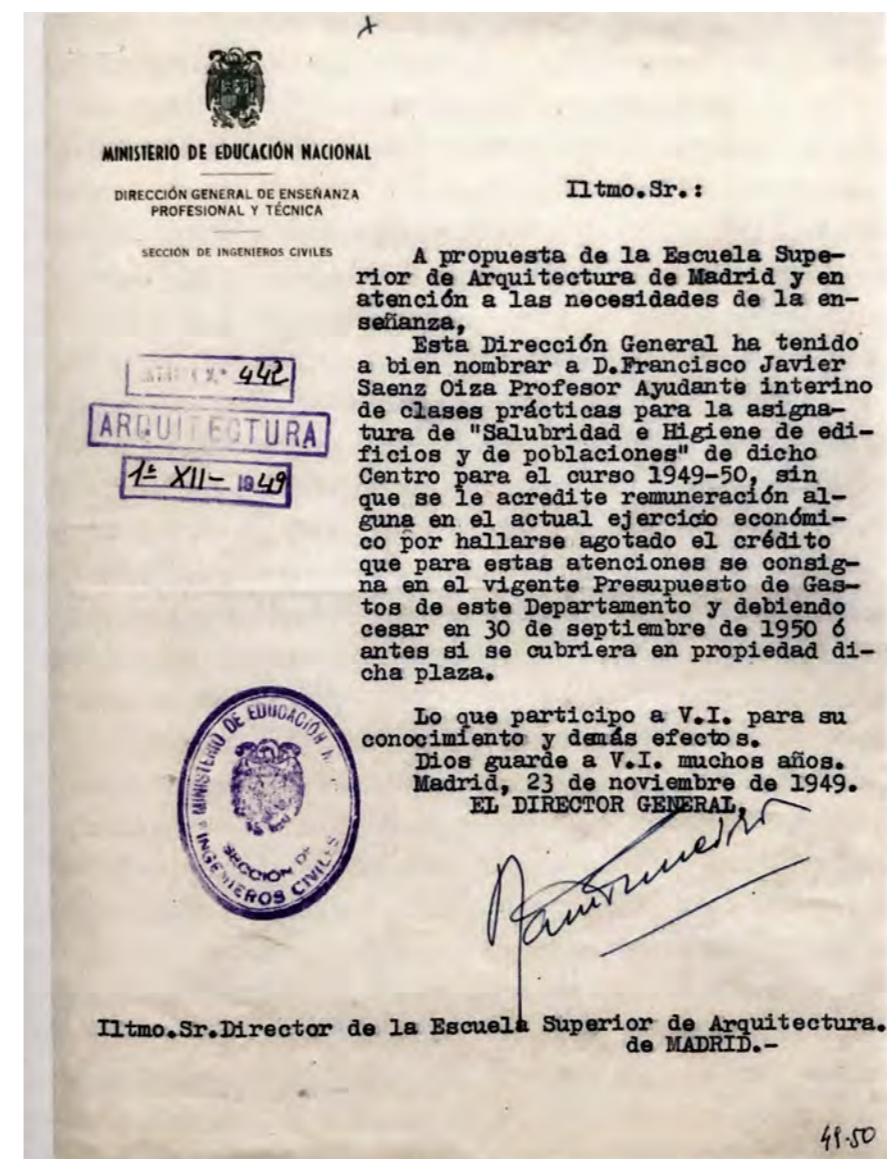 MINISTERIO DE EDUCACIÓN NACIONAL
DIRECCIÓN GENERAL DE ENSEÑANZA
PROFESIONAL Y TÉCNICA
SECCIÓN DE INGENIEROS CIVILES
Iltmo.Sr.:
A propuesta de la Escuela Supe-
rior de Arquitectura de Madrid y en
atención a las necesidades de la en-
señanza,
Esta Dirección General ha tenido
a bien nombrar a D.Francisco Javier
Saenz Oiza Profesor Ayudante interino
de clases prácticas para la asigna-
tura de "Salubridad e Higiene de edi-
ficios y de poblaciones" de dicho
Centro para el curso 1949-50, sin
que se le acredite remuneración al-
guna en el actual ejercicio económi-
co por hallarse agotado el crédito
que para estas atenciones se consig-
na en el vigente Presupuesto de Gas-
tos de este Departamento y debiendo
cesar en 30 de septiembre de 1950 ó
antes si se cubriera en propiedad di-
cha plaza.
442
ARQUITECTURA
1º XII- 1949
Lo que participo a V.I. para su
conocimiento y demás efectos.
Dios guarde a V.I. muchos años.
Madrid, 23 de noviembre de 1949.
EL DIRECTOR GENERAL,
MINISTERIO DE EDUCACIÓN N.
SECCIÓN DE
INGENIEROS CIVILES
Iltmo.Sr.Director de la Escuela Superior de Arquitectura.
de MADRID.-
49-50